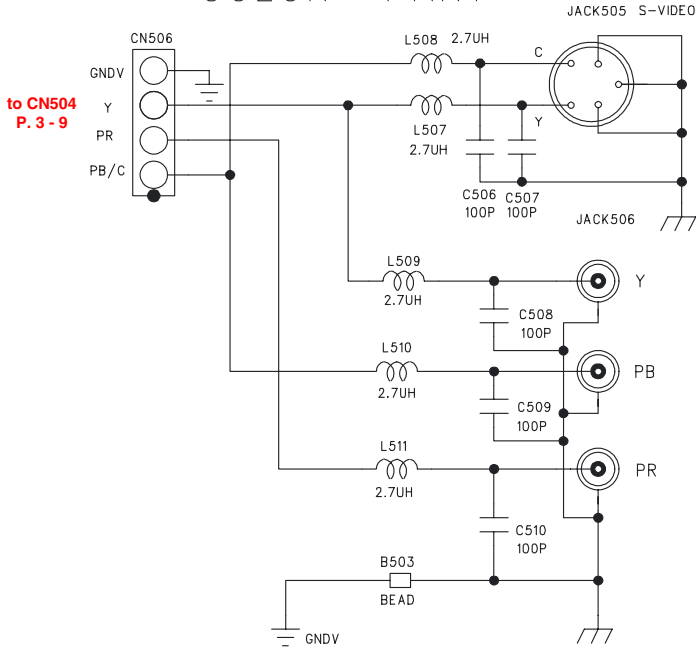 JACK505 S-VIDEO
CN506
L508 2.7UH
C
GNDV
to CN504
P. 3 - 9
Y
PR
PB/C
L507
2.7UH
Y
C506
100P
C507
100P
JACK506
L509
2.7UH
Y
C508
100P
L510
2.7UH
PB
C509
100P
L511
2.7UH
PR
C510
100P
B503
BEAD
GNDV